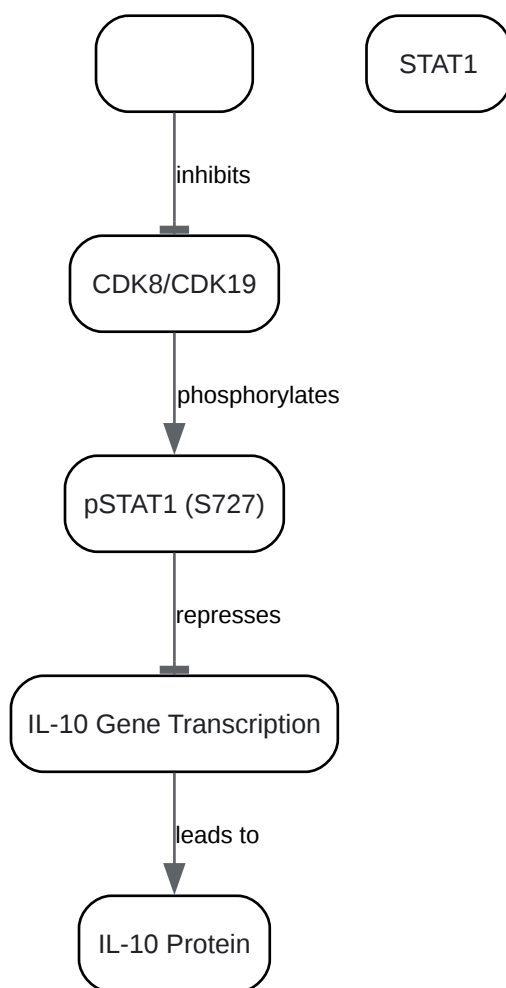 STAT1
inhibits
CDK8/CDK19
phosphorylates
pSTAT1 (S727)
represses
IL-10 Gene Transcription
leads to
IL-10 Protein